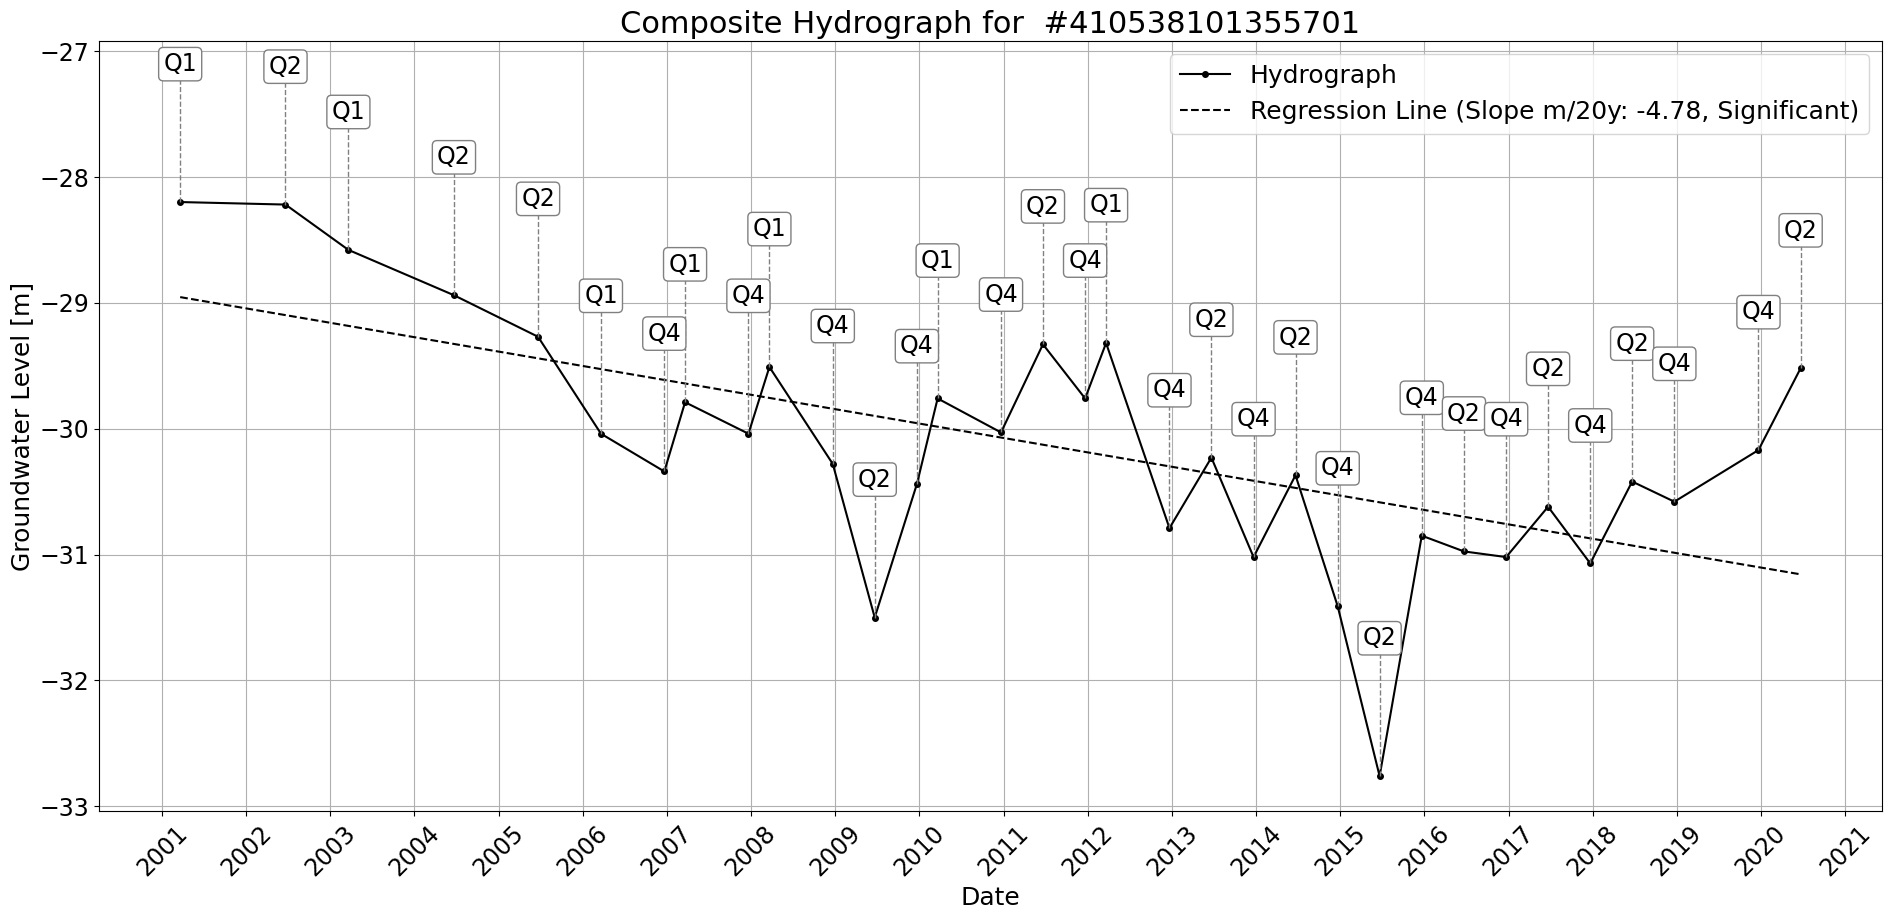 Composite Hydrograph for  #410538101355701
Hydrograph
Regression Line (Slope m/20y: -4.78, Significant)
Groundwater Level [m]
−27
−28
−29
−30
−31
−32
−33
Q1
Q2
Q1
Q2
Q2
Q1
Q4
Q1
Q4
Q1
Q4
Q2
Q4
Q1
Q4
Q2
Q4
Q1
Q4
Q2
Q4
Q2
Q4
Q2
Q4
Q2
Q4
Q2
Q4
Q2
Q4
Q4
Q2
2001
2002
2003
2004
2005
2006
2007
2008
2009
2010
2011
2012
2013
2014
2015
2016
2017
2018
2019
2020
2021
Date